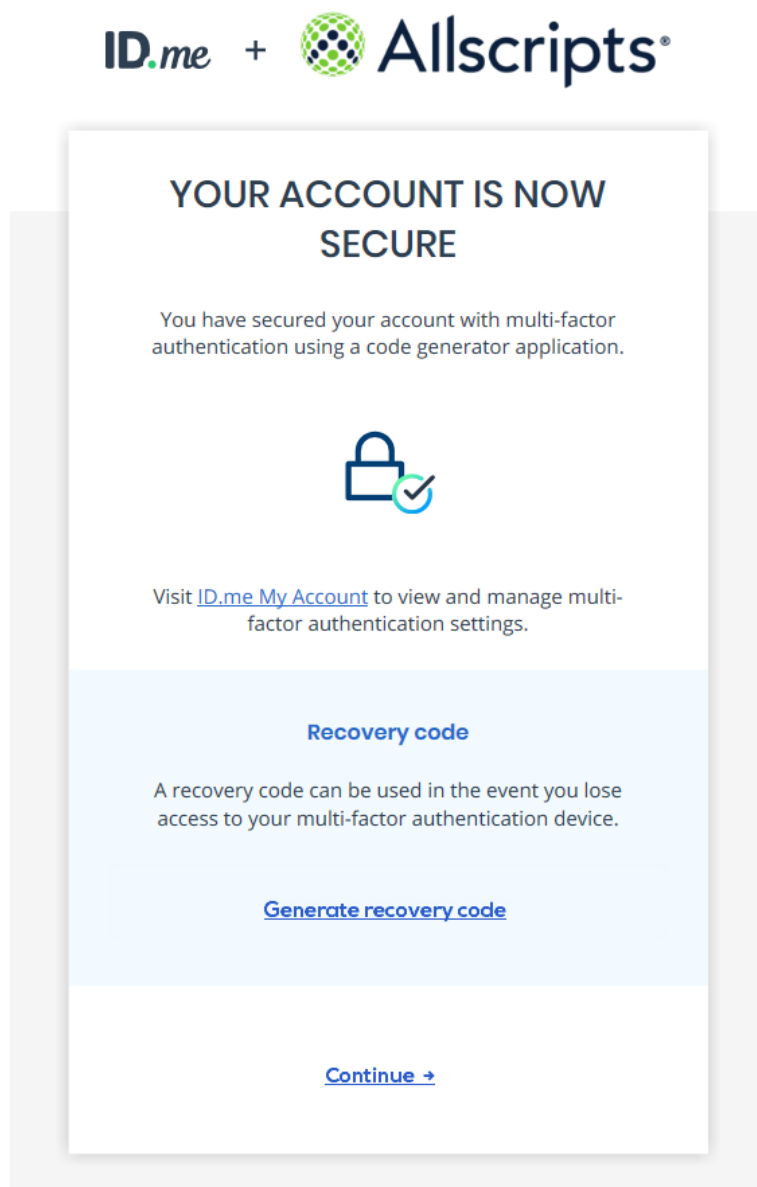 ID.me + Allscripts®
YOUR ACCOUNT IS NOW
SECURE
You have secured your account with multi-factor
authentication using a code generator application.
Visit ID.me My Account to view and manage multi-
factor authentication settings.
Recovery code
A recovery code can be used in the event you lose
access to your multi-factor authentication device.
Generate recovery code
Continue →